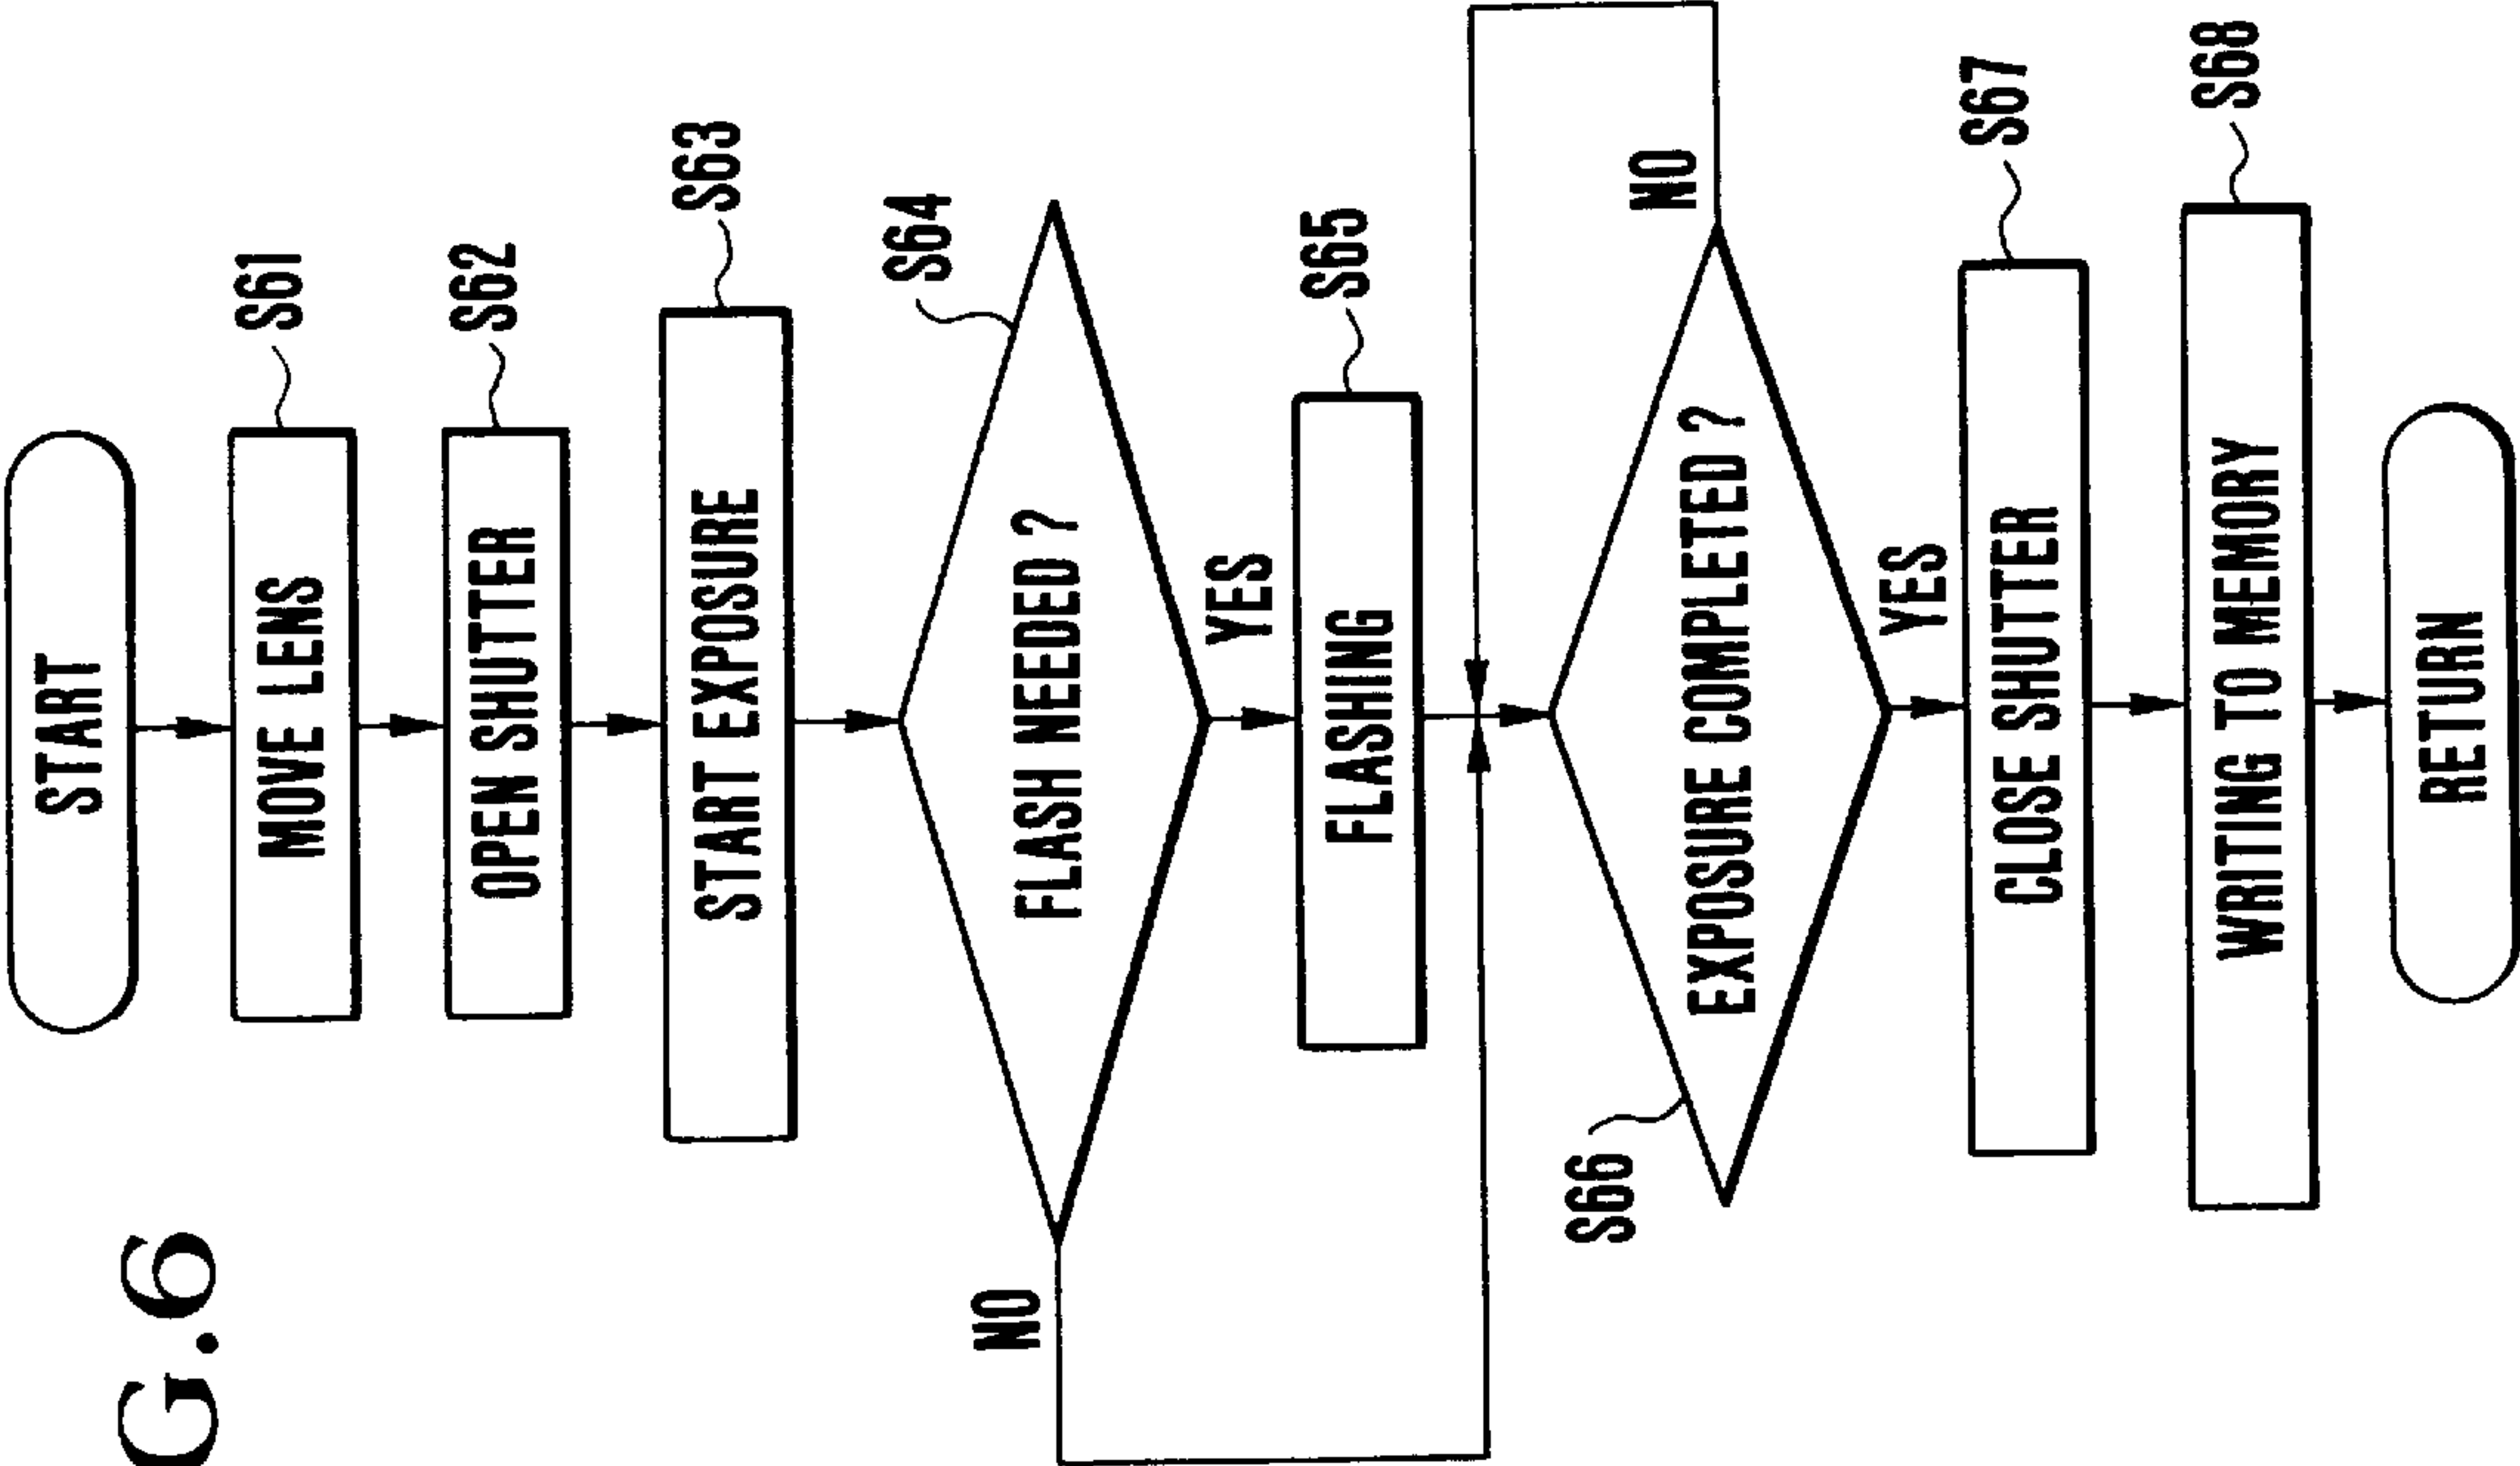 G.6
START
MOVE LENS
S61
OPEN SHUTTER
S62
START EXPOSURE
S63
FLASH NEEDED ?
S64
NO
YES
FLASHING
S65
EXPOSURE COMPLETED ?
S66
NO
YES
CLOSE SHUTTER
S67
WRITING TO MEMORY
S68
RETURN